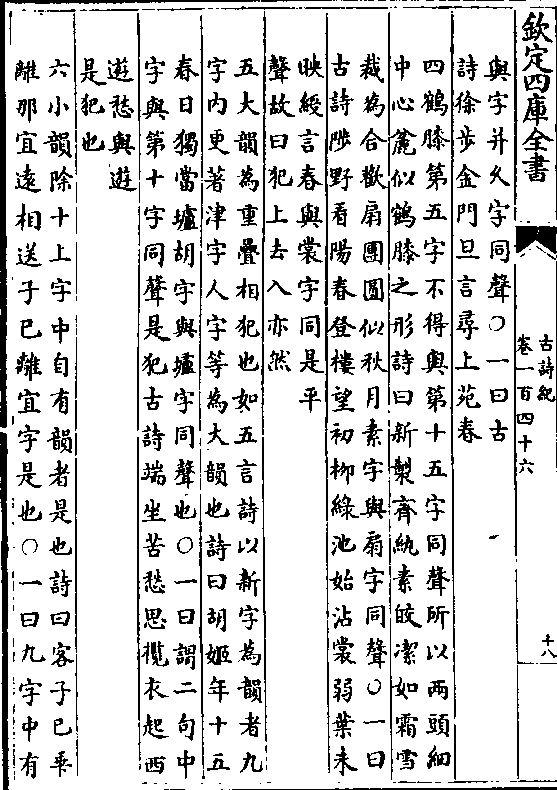 欽定四庫全書
古詩紀
卷一百四十六
十八
與字并久字同聲○一曰古
詩徐步金門旦言尋上苑春
四鶴膝第五字不得與第十五字同聲所以兩頭細
中心麄似鶴膝之形詩曰新製齊紈素皎潔如霜雪
裁為合歡扇團圓似秋月素字與扇字同聲○一曰
古詩陟野看陽春登樓望初柳綠池始沾裳弱葉未
映綬言春與裳字同是平
聲故曰犯上去入亦然
五大韻為重疊相犯也如五言詩以新字為韻者九
字內更著津字人字等為大韻也詩曰胡姬年十五
春日獨當壚胡字與壚字同聲也○一曰謂二句中
字與第十字同聲是犯古詩端坐苦愁思攬衣起西
遊愁與遊
是犯也
六小韻除十上字中自有韻者是也詩曰客子已乖
離那宜遠相送子已離宜字是也○一曰九字中有